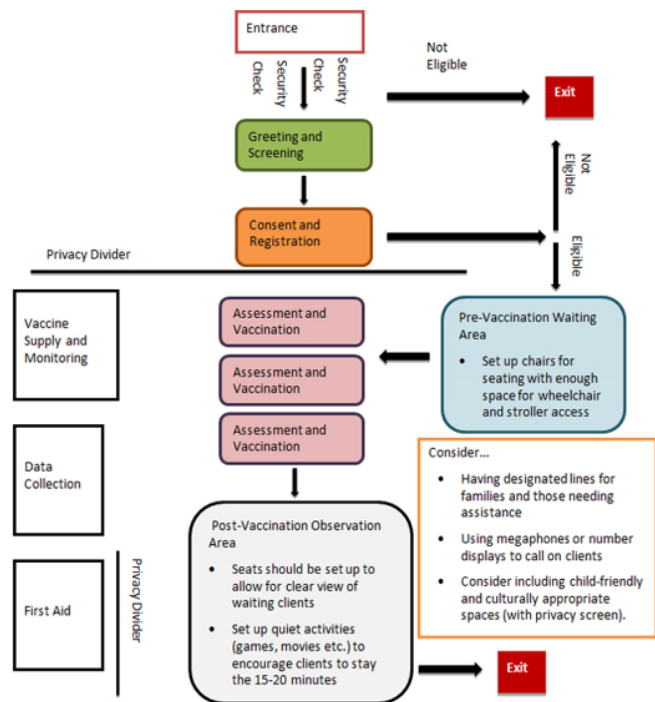 Entrance
Security
Check
Security
Check
Not
Eligible
Exit
Greeting and
Screening
Not
Eligible
Consent and
Registration
Eligible
Privacy Divider
Vaccine
Supply and
Monitoring
Assessment and
Vaccination
Assessment and
Vaccination
Assessment and
Vaccination
Pre-Vaccination Waiting
Area
• Set up chairs for
seating with enough
space for wheelchair
and stroller access
Data
Collection
Consider...
• Having designated lines for
families and those needing
assistance
• Using megaphones or number
displays to call on clients
• Consider including child-friendly
and culturally appropriate
spaces (with privacy screen).
Post-Vaccination Observation
Area
• Seats should be set up to
allow for clear view of
waiting clients
• Set up quiet activities
(games, movies etc.) to
encourage clients to stay
the 15-20 minutes
First Aid
Privacy Divider
Exit